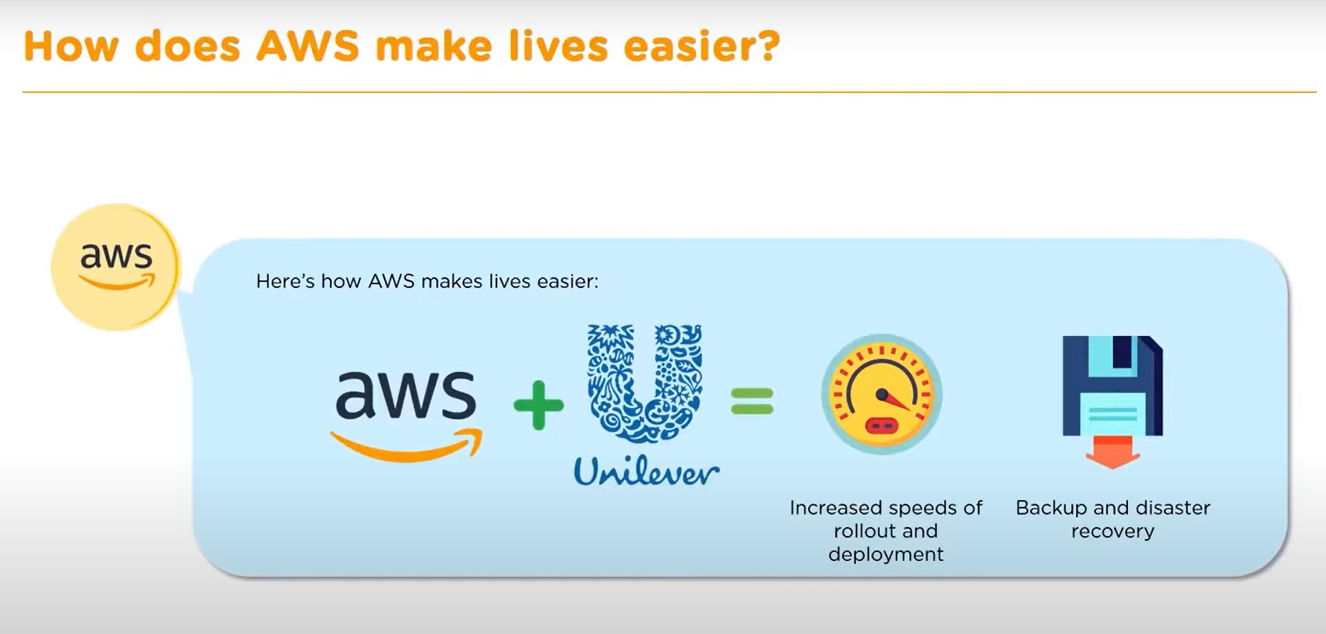 How does AWS make lives easier?
aws
Here's how AWS makes lives easier:
aws
Unilever
Increased speeds of
rollout and
deployment
Backup and disaster
recovery